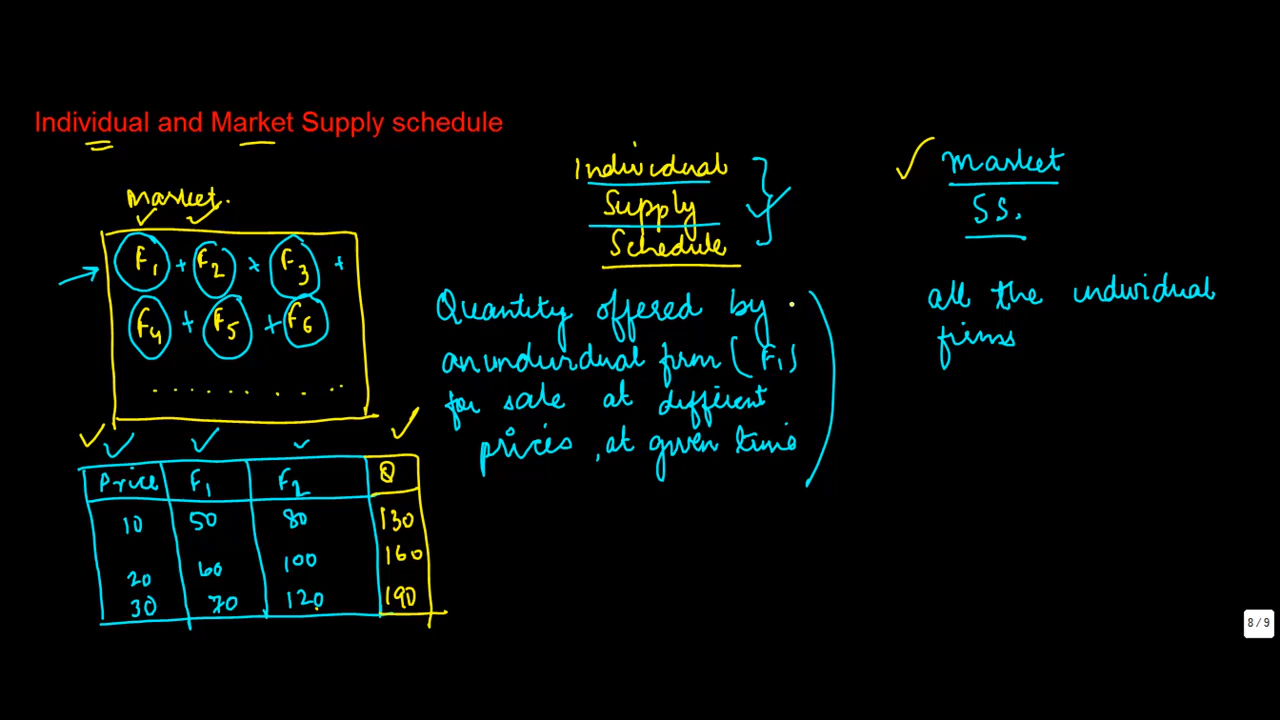 Individual and Market Supply schedule
Market.
F1 + F2 + F3 +
F4 + F5 + F6
. . . . . . . . .
Price F1 F2 Q
10 50 80 130
20 60 100 160
30 70 120 190
Individual
Supply
Schedule
Quantity offered by
an individual firm (F1)
for sale at different
prices, at given time
Market
SS.
all the individual
firms
8/9